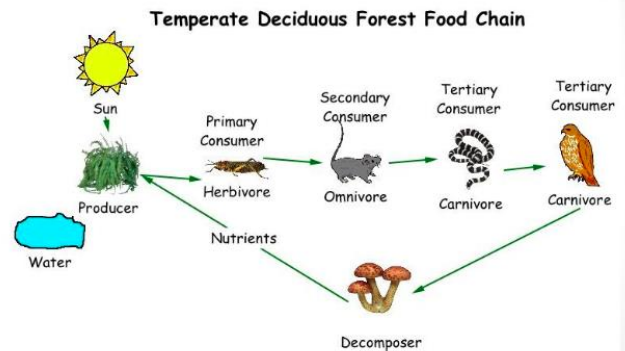 Temperate Deciduous Forest Food Chain
Sun
Producer
Water
Primary
Consumer
Herbivore
Secondary
Consumer
Omnivore
Tertiary
Consumer
Carnivore
Tertiary
Consumer
Carnivore
Nutrients
Decomposer